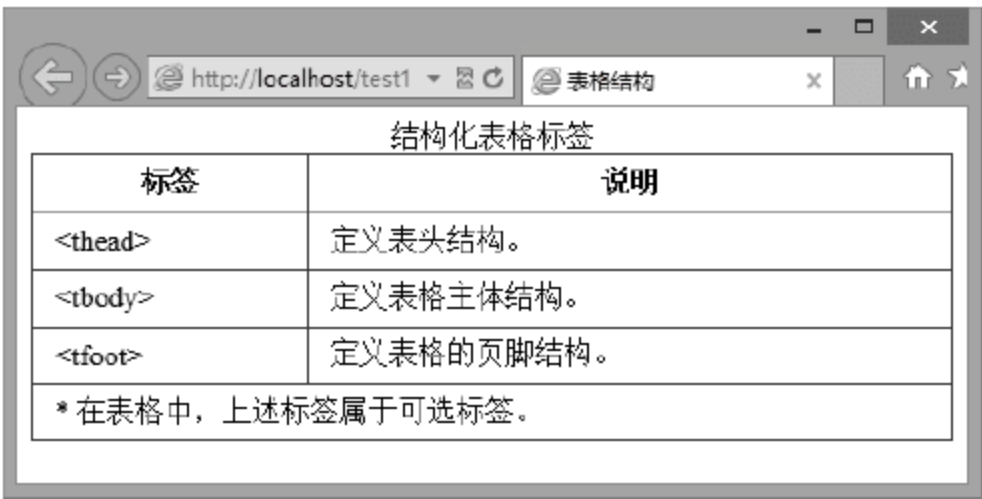 http://localhost/test1
表格结构
结构化表格标签
标签 说明
<thead> 定义表头结构。
<tbody> 定义表格主体结构。
<tfoot> 定义表格的页脚结构。
* 在表格中，上述标签属于可选标签。